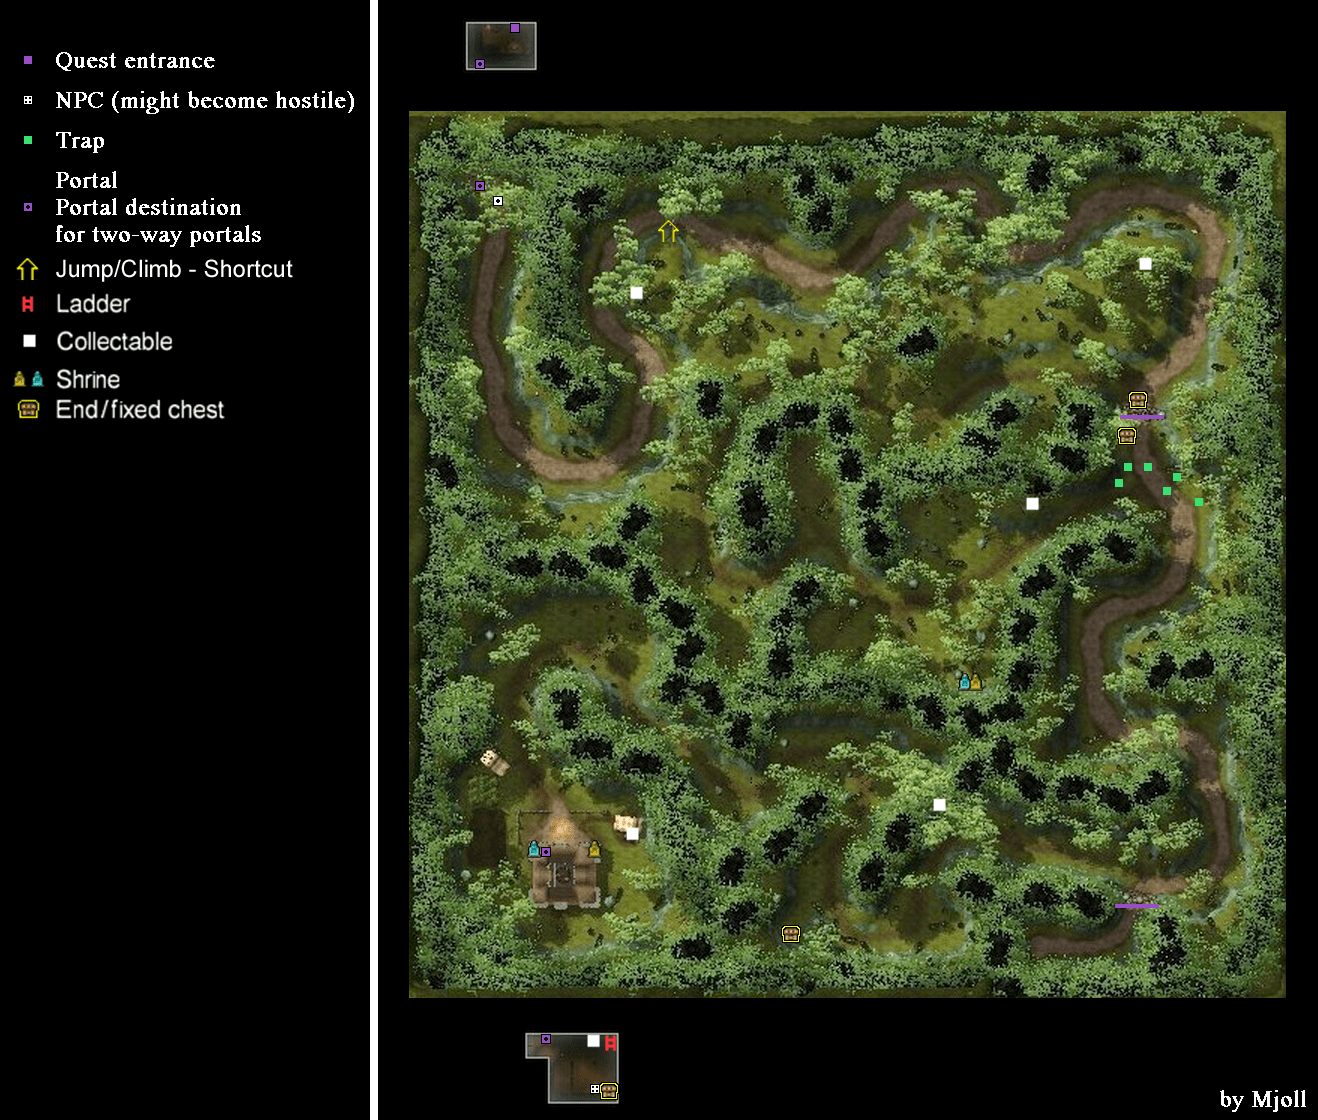 Quest entrance
NPC (might become hostile)
Trap
Portal
Portal destination
for two-way portals
Jump/Climb - Shortcut
Ladder
Collectable
Shrine
End/fixed chest
by Mjoll